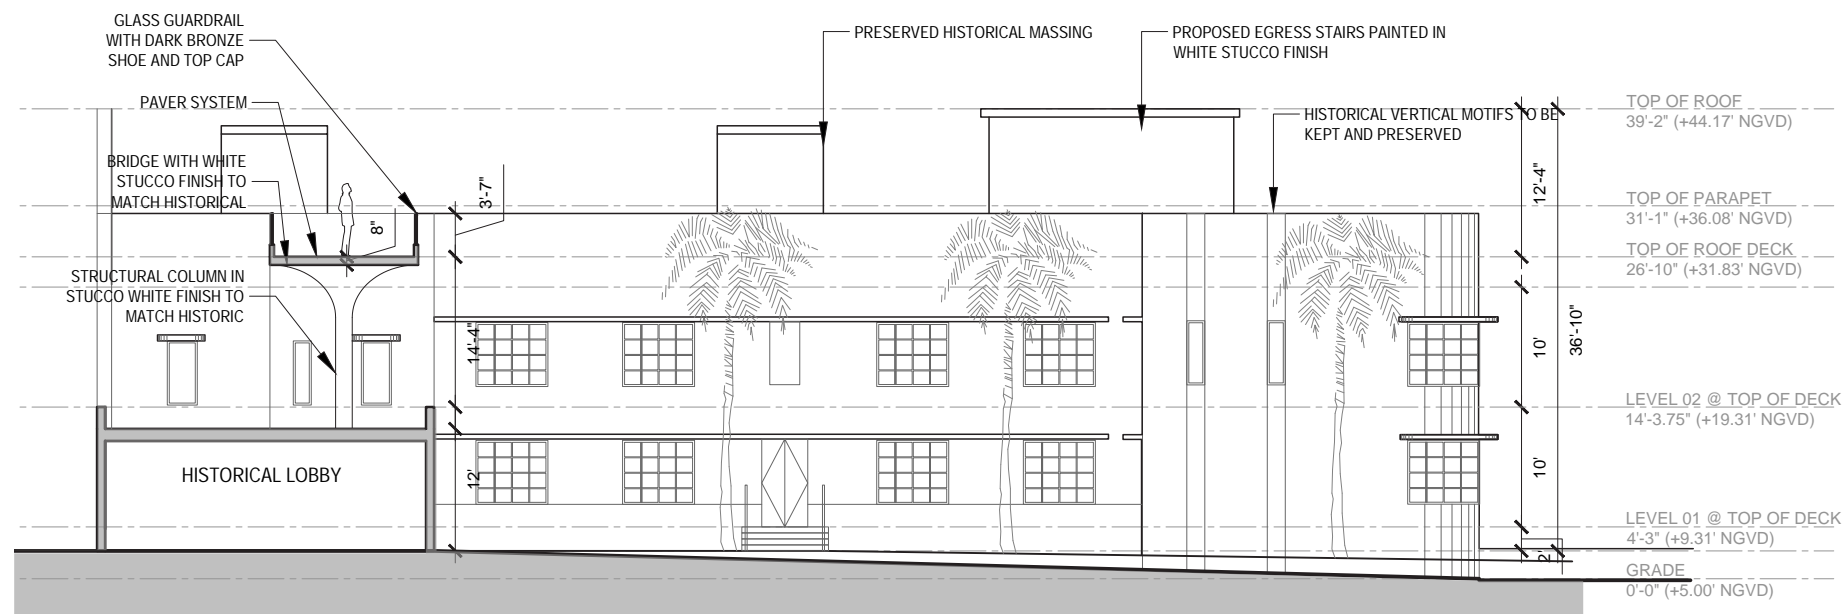 GLASS GUARDRAIL
WITH DARK BRONZE
SHOE AND TOP CAP
PAVER SYSTEM
BRIDGE WITH WHITE
STUCCO FINISH TO
MATCH HISTORICAL
STRUCTURAL COLUMN IN
STUCCO WHITE FINISH TO
MATCH HISTORIC
HISTORICAL LOBBY
8"
3'-7"
14'-4"
12'
PRESERVED HISTORICAL MASSING
PROPOSED EGRESS STAIRS PAINTED IN
WHITE STUCCO FINISH
HISTORICAL VERTICAL MOTIFS TO BE
KEPT AND PRESERVED
12'-4"
10'
10'
2'
36'-10"
TOP OF ROOF
39'-2" (+44.17' NGVD)
TOP OF PARAPET
31'-1" (+36.08' NGVD)
TOP OF ROOF DECK
26'-10" (+31.83' NGVD)
LEVEL 02 @ TOP OF DECK
14'-3.75" (+19.31' NGVD)
LEVEL 01 @ TOP OF DECK
4'-3" (+9.31' NGVD)
GRADE
0'-0" (+5.00' NGVD)